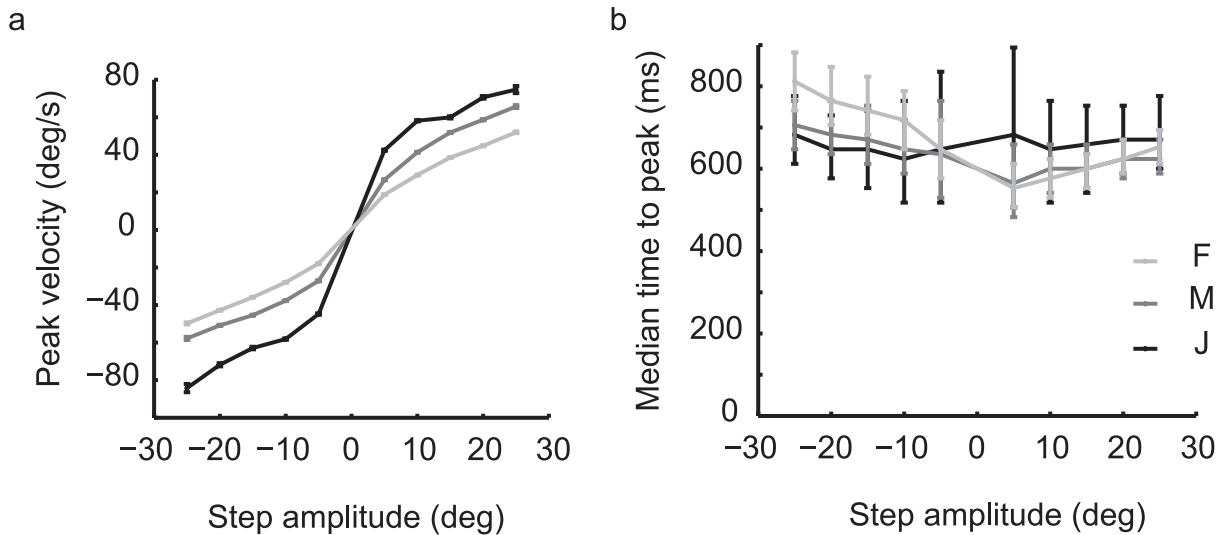 a
Peak velocity (deg/s)
80
40
0
−40
−80
−30 −20 −10 0 10 20 30
Step amplitude (deg)
b
Median time to peak (ms)
800
600
400
200
0
−30 −20 −10 0 10 20 30
Step amplitude (deg)
F
M
J